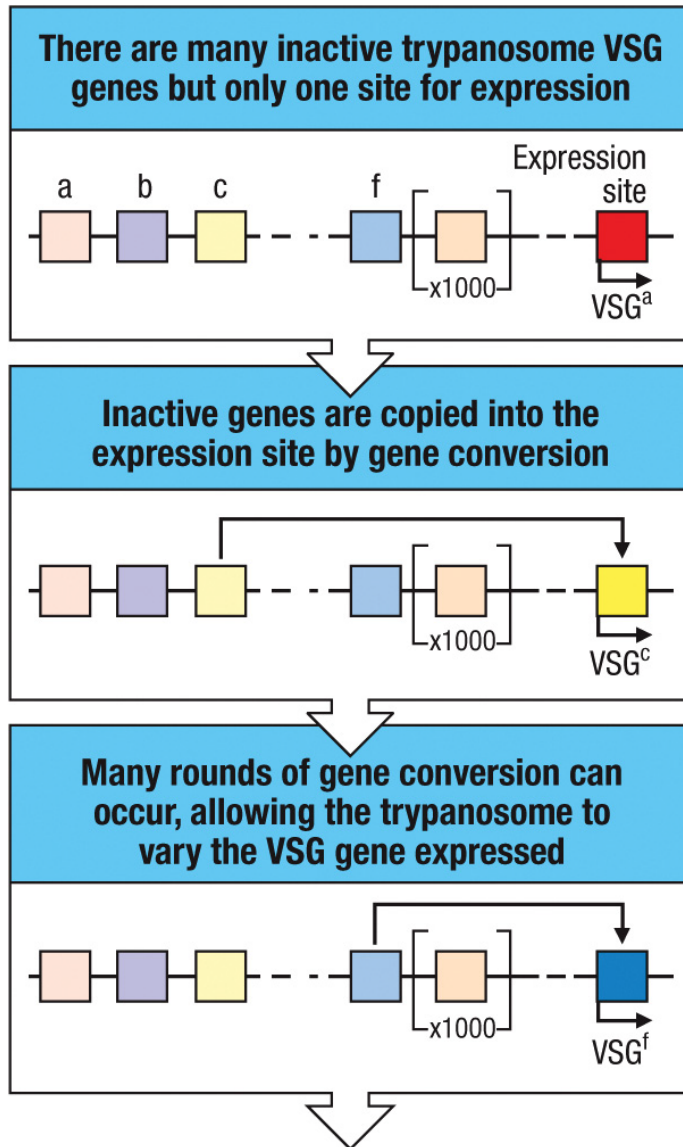 There are many inactive trypanosome VSG
genes but only one site for expression
a b c f Expression
site
x1000
VSGᵃ
Inactive genes are copied into the
expression site by gene conversion
x1000
VSGᶜ
Many rounds of gene conversion can
occur, allowing the trypanosome to
vary the VSG gene expressed
x1000
VSGᶠ